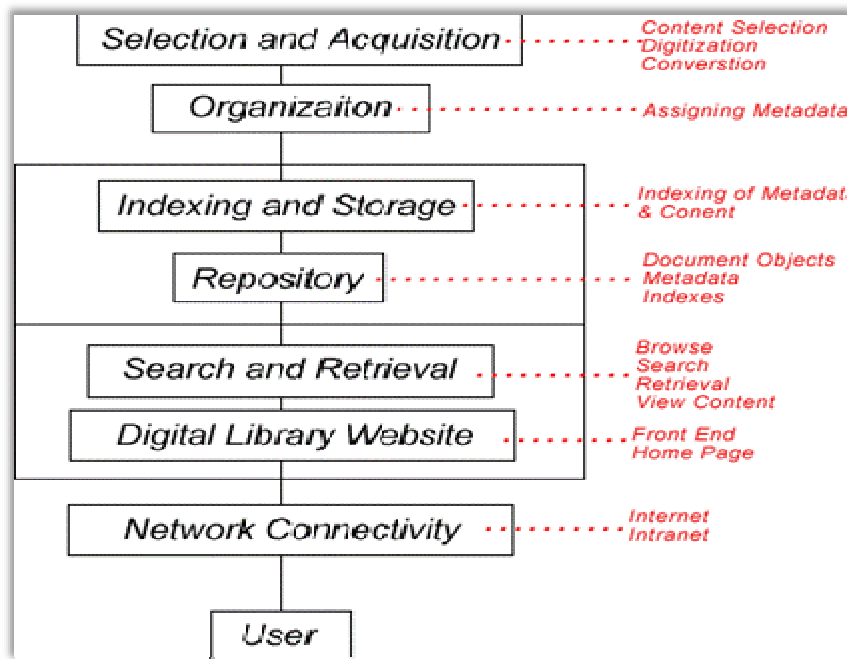 Selection and Acquisition
Content Selection
Digitization
Converstion
Organizaiton
Assigning Metadata
Indexing and Storage
Indexing of Metadata
& Conent
Repository
Document Objects
Metadata
Indexes
Search and Retrieval
Browse
Search
Retrieval
View Content
Digital Library Website
Front End
Home Page
Network Connectivity
Internet
Intranet
User